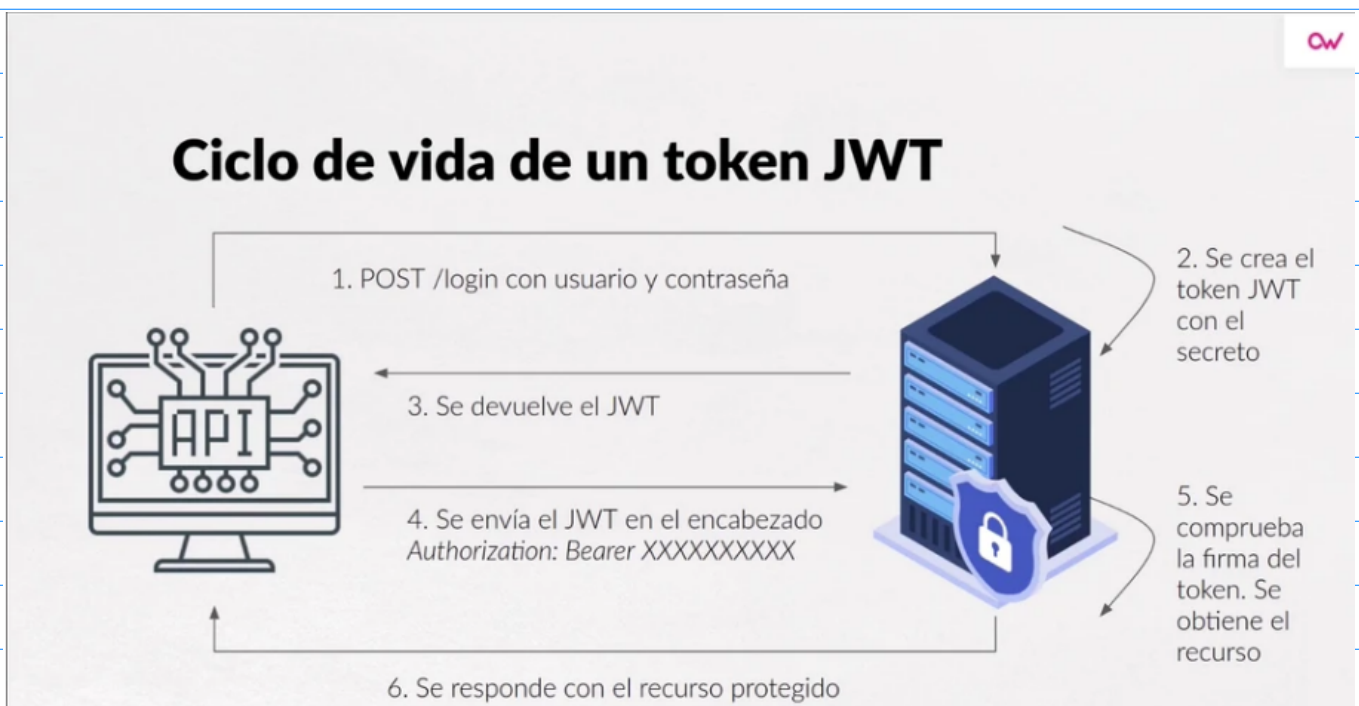 OW
Ciclo de vida de un token JWT
1. POST /login con usuario y contraseña
2. Se crea el
token JWT
con el
secreto
API
3. Se devuelve el JWT
4. Se envía el JWT en el encabezado
Authorization: Bearer XXXXXXXXXX
5. Se
comprueba
la firma del
token. Se
obtiene el
recurso
6. Se responde con el recurso protegido